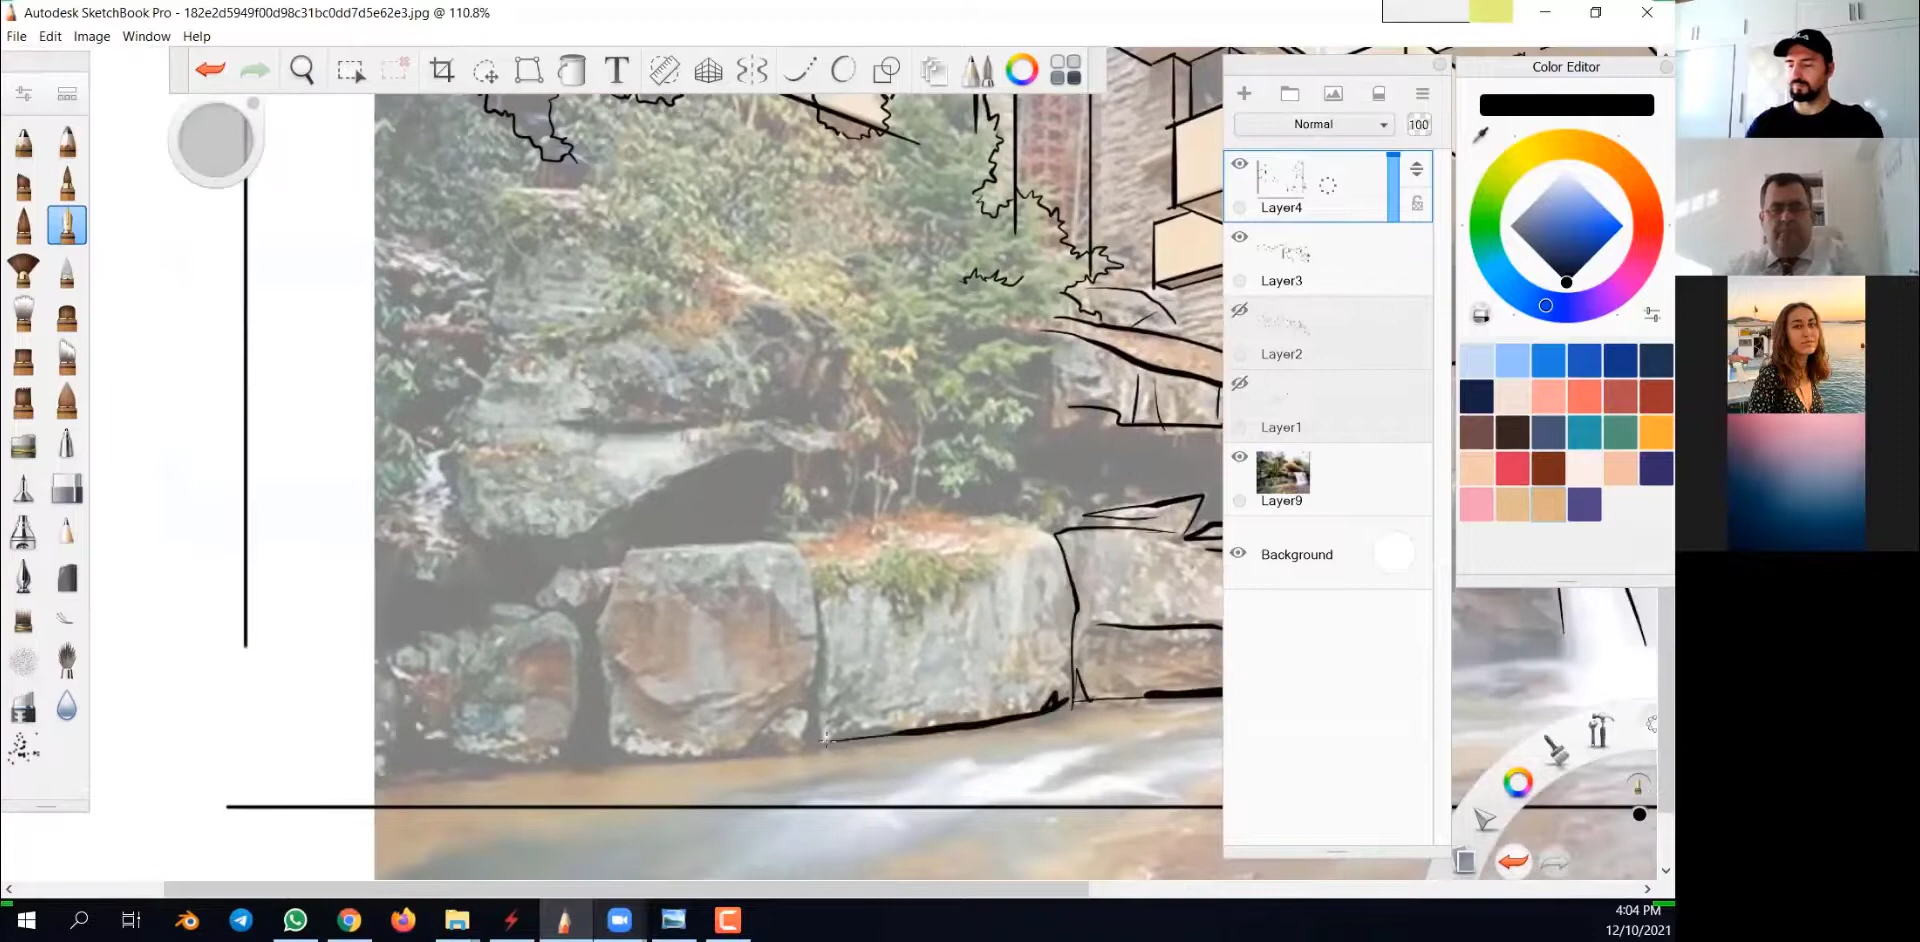 Autodesk SketchBook Pro - 182e2d5949f00d98c31bc0dd7d5e62e3.jpg @ 110.8%
File Edit Image Window Help
T
Color Editor
Normal 100
Layer4
Layer3
Layer2
Layer1
Layer9
Background
4:04 PM
12/10/2021